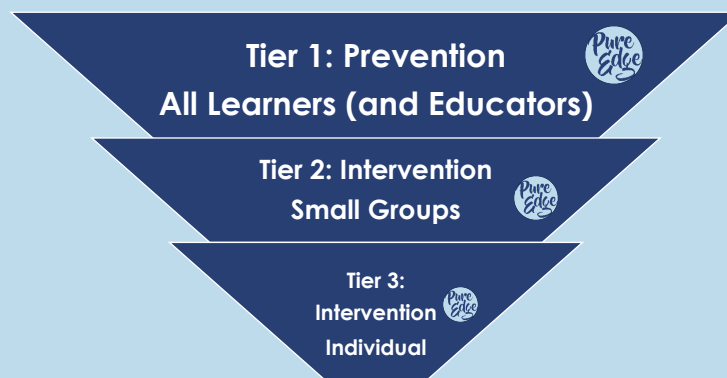 Tier 1: Prevention
All Learners (and Educators)
Pure
Edge
Tier 2: Intervention
Small Groups
Pure
Edge
Tier 3:
Intervention
Individual
Pure
Edge